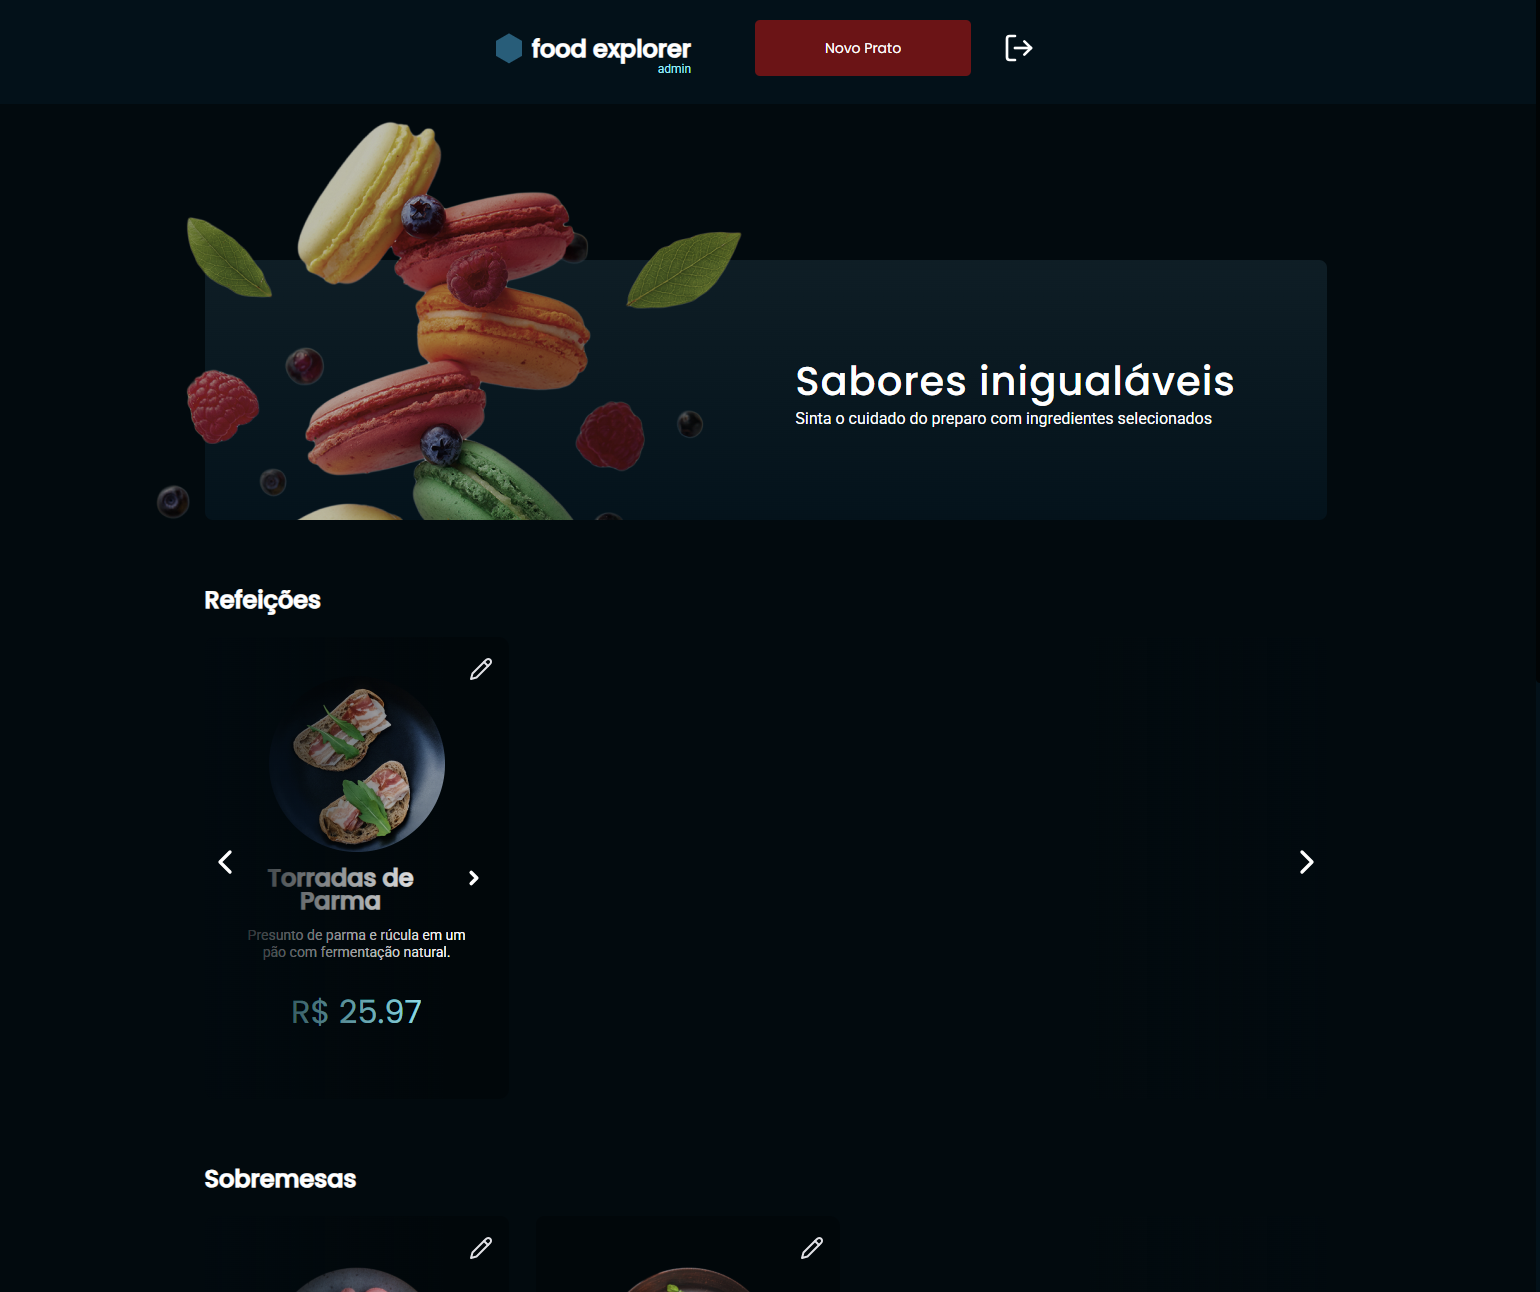 food explorer
admin
Novo Prato
Sabores inigualáveis
Sinta o cuidado do preparo com ingredientes selecionados
Refeições
Torradas de
Parma
Presunto de parma e rúcula em um
pão com fermentação natural.
R$ 25.97
Sobremesas